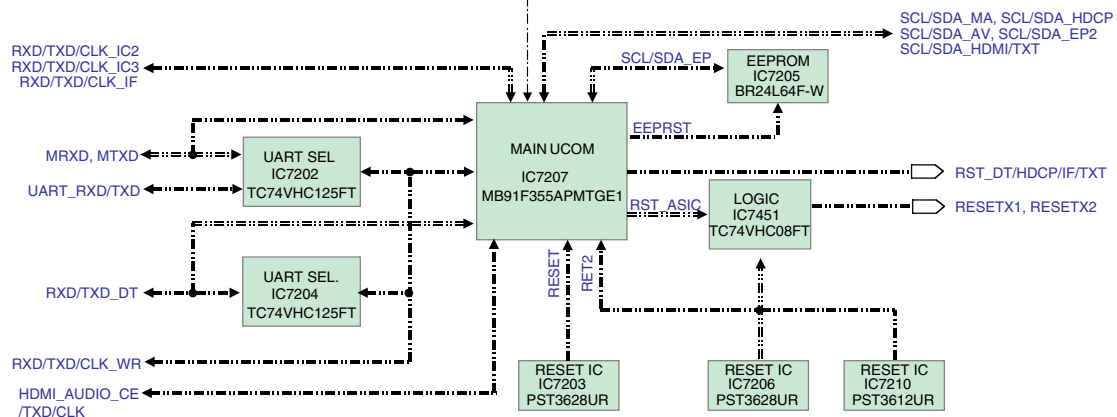 SCL/SDA_MA, SCL/SDA_HDCP
SCL/SDA_AV, SCL/SDA_EP2
SCL/SDA_HDMI/TXT
RXD/TXD/CLK_IC2
RXD/TXD/CLK_IC3
RXD/TXD/CLK_IF
SCL/SDA_EP
EEPROM
IC7205
BR24L64F-W
EEPRST
MRXD, MTXD
UART SEL
IC7202
TC74VHC125FT
MAIN UCOM
IC7207
MB91F355APMTGE1
RST_DT/HDCP/IF/TXT
UART_RXD/TXD
RST_ASIC
LOGIC
IC7451
TC74VHC08FT
RESETX1, RESETX2
RESET
RET2
RXD/TXD_DT
UART SEL.
IC7204
TC74VHC125FT
RXD/TXD/CLK_WR
HDMI_AUDIO_CE
/TXD/CLK
RESET IC
IC7203
PST3628UR
RESET IC
IC7206
PST3628UR
RESET IC
IC7210
PST3612UR